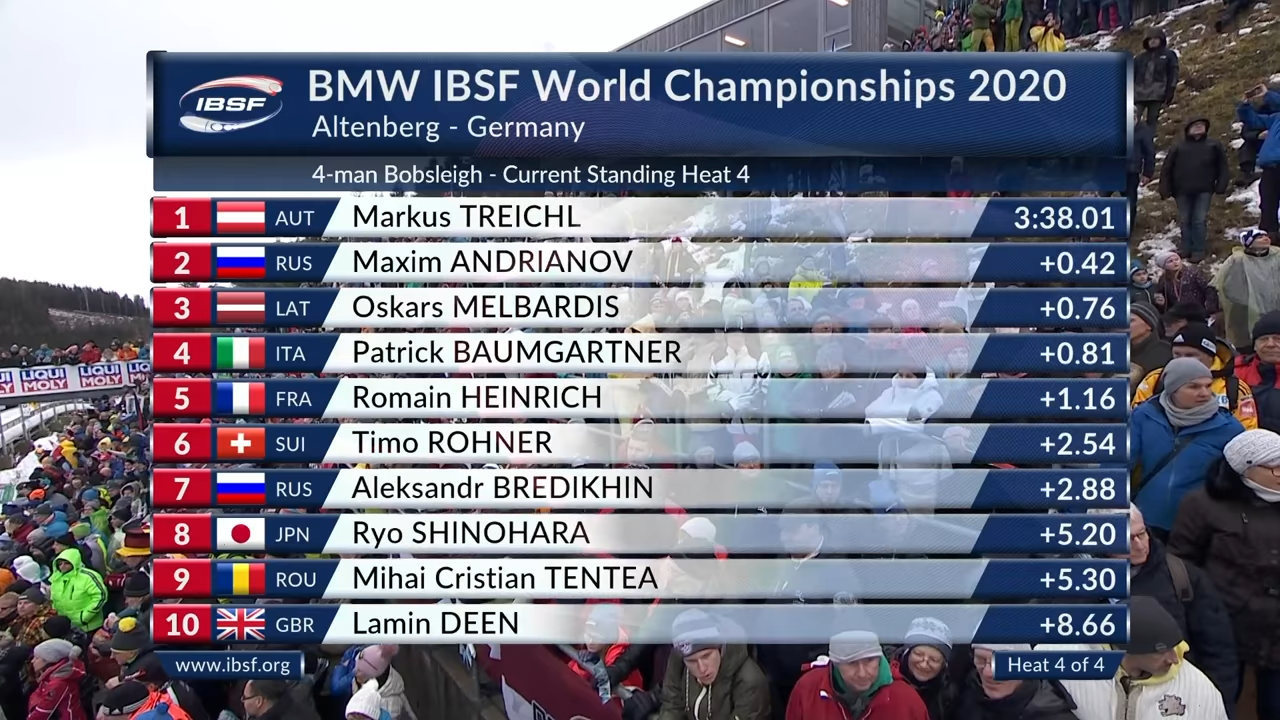 BMW IBSF World Championships 2020
IBSF
Altenberg - Germany
4-man Bobsleigh - Current Standing Heat 4
1 AUT Markus TREICHL 3:38.01
2 RUS Maxim ANDRIANOV +0.42
3 LAT Oskars MELBARDIS +0.76
4 ITA Patrick BAUMGARTNER +0.81
5 FRA Romain HEINRICH +1.16
6 SUI Timo ROHNER +2.54
7 RUS Aleksandr BREDIKHIN +2.88
8 JPN Ryo SHINOHARA +5.20
9 ROU Mihai Cristian TENTEA +5.30
10 GBR Lamin DEEN +8.66
LIQUI MOLY LIQUI MOLY
www.ibsf.org Heat 4 of 4